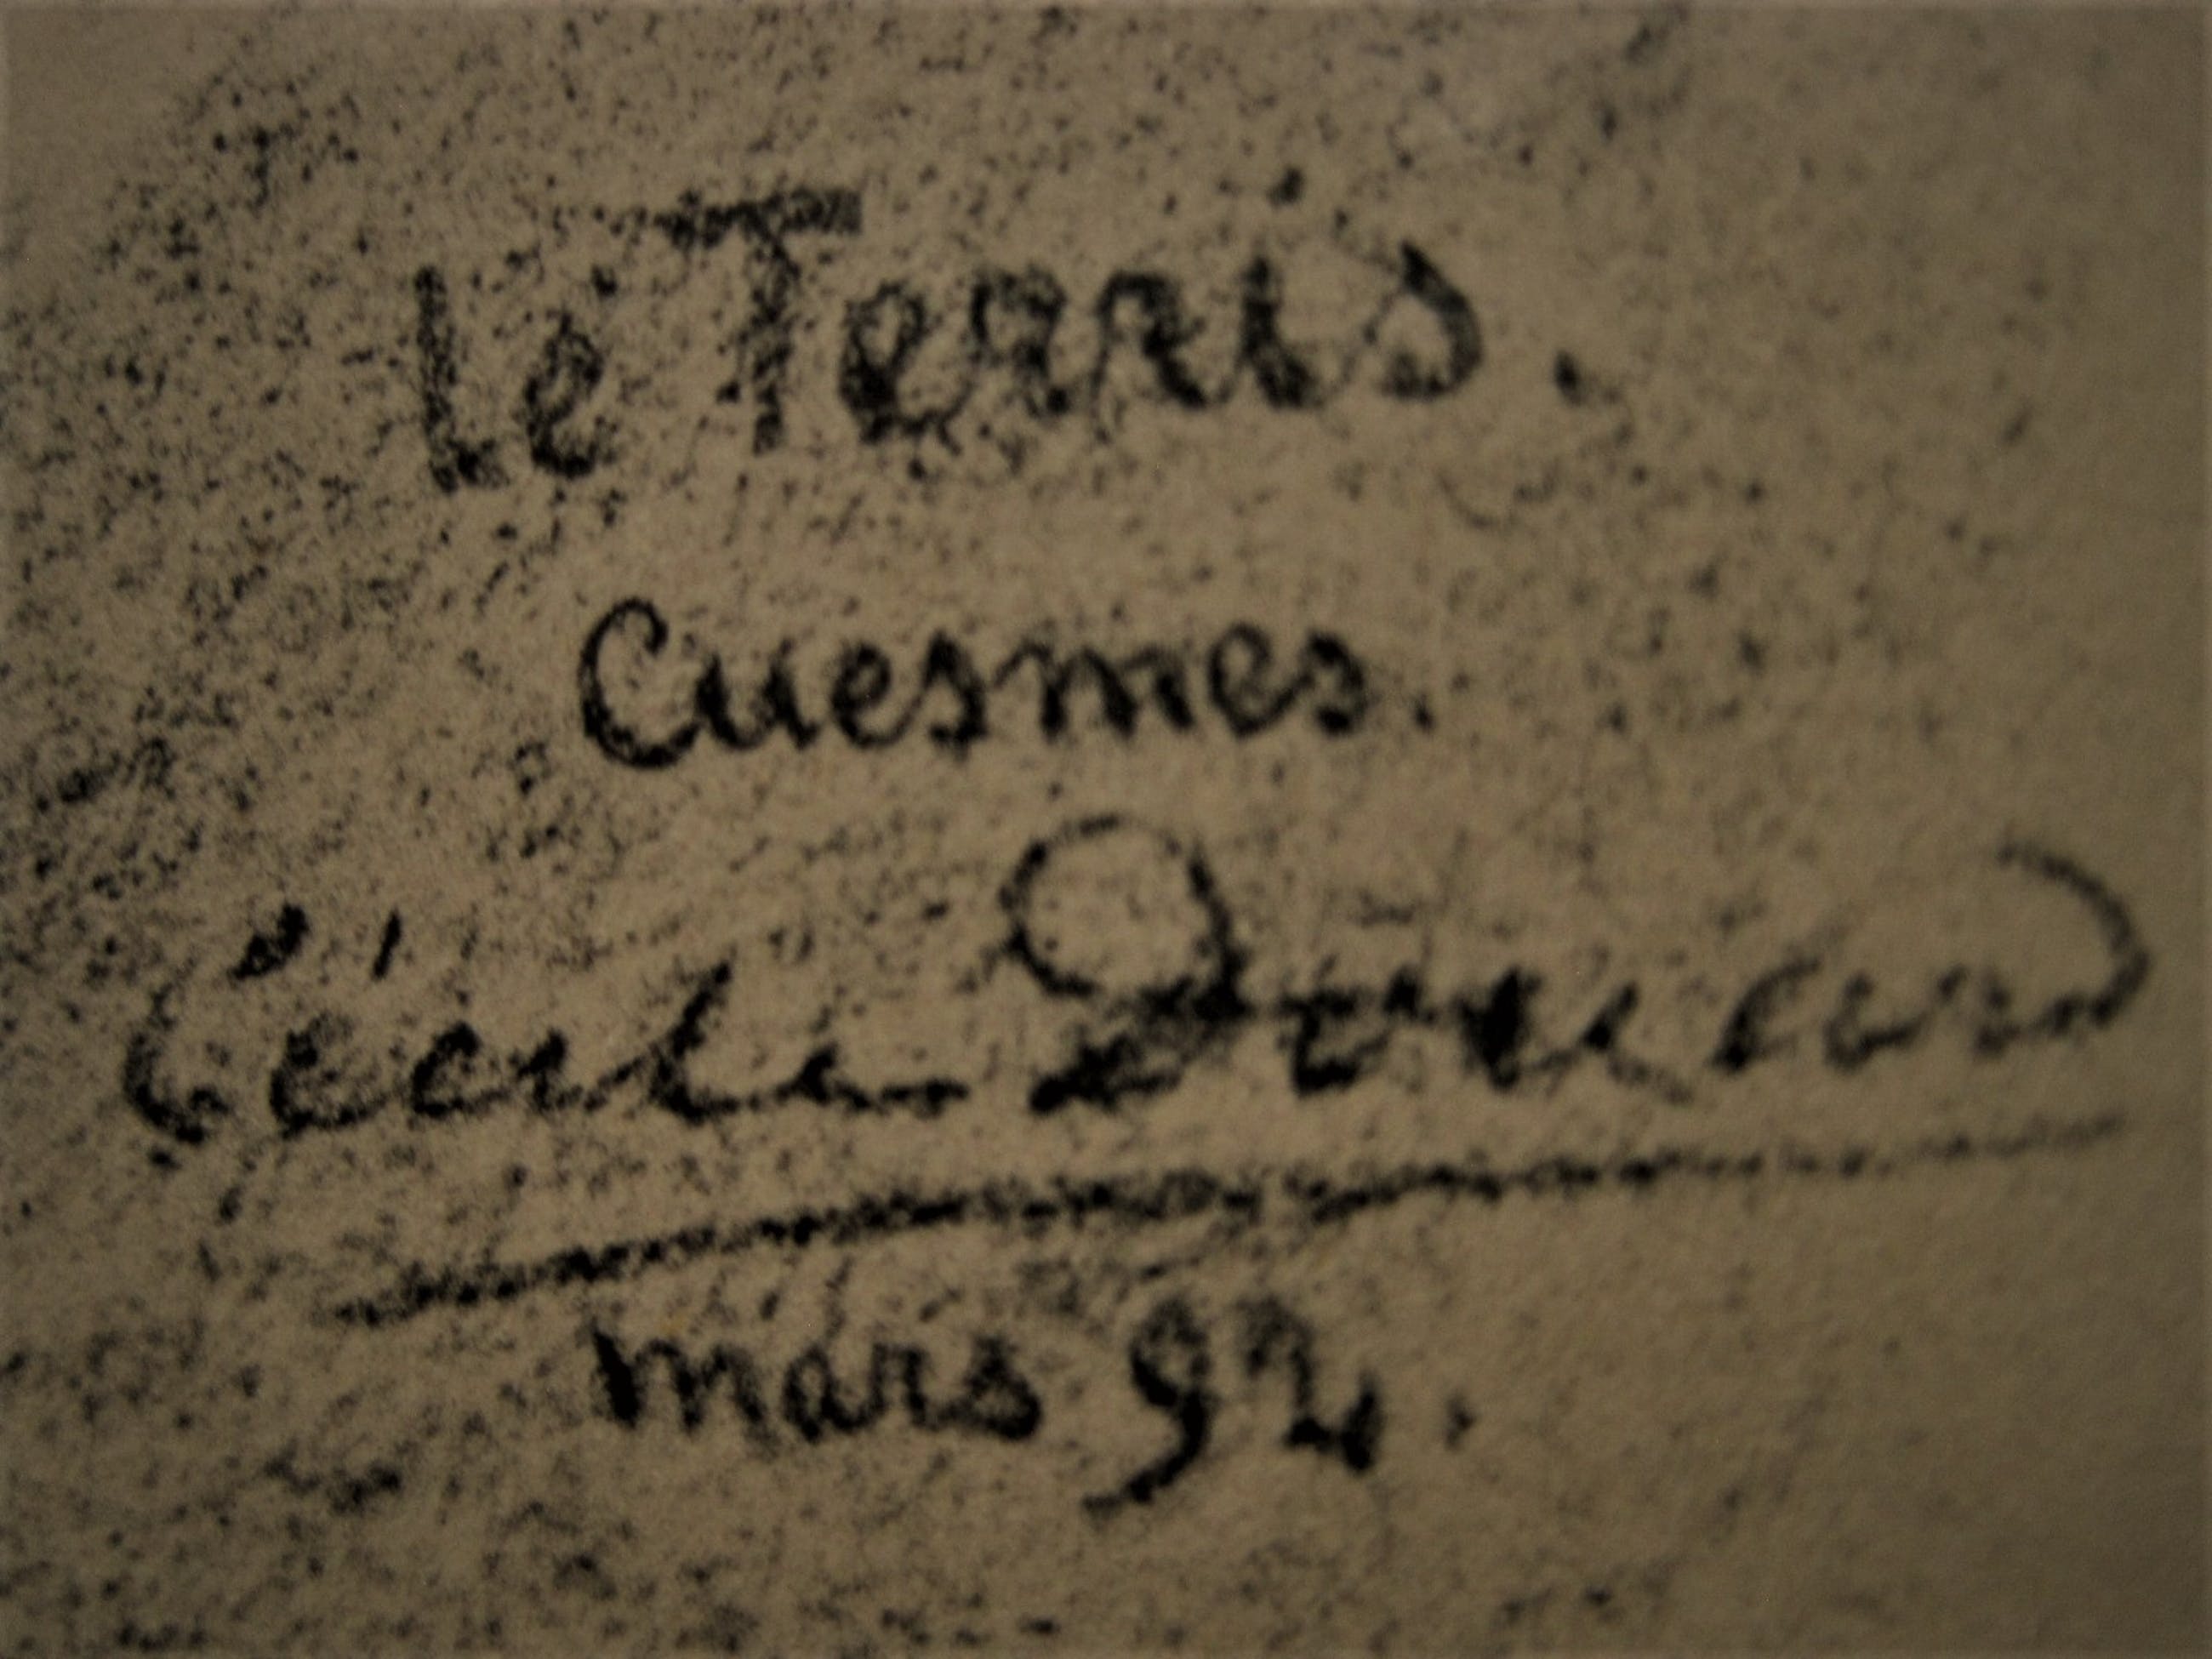 le Terris.
Cuesmes.
Cécile Douard
mars 92.